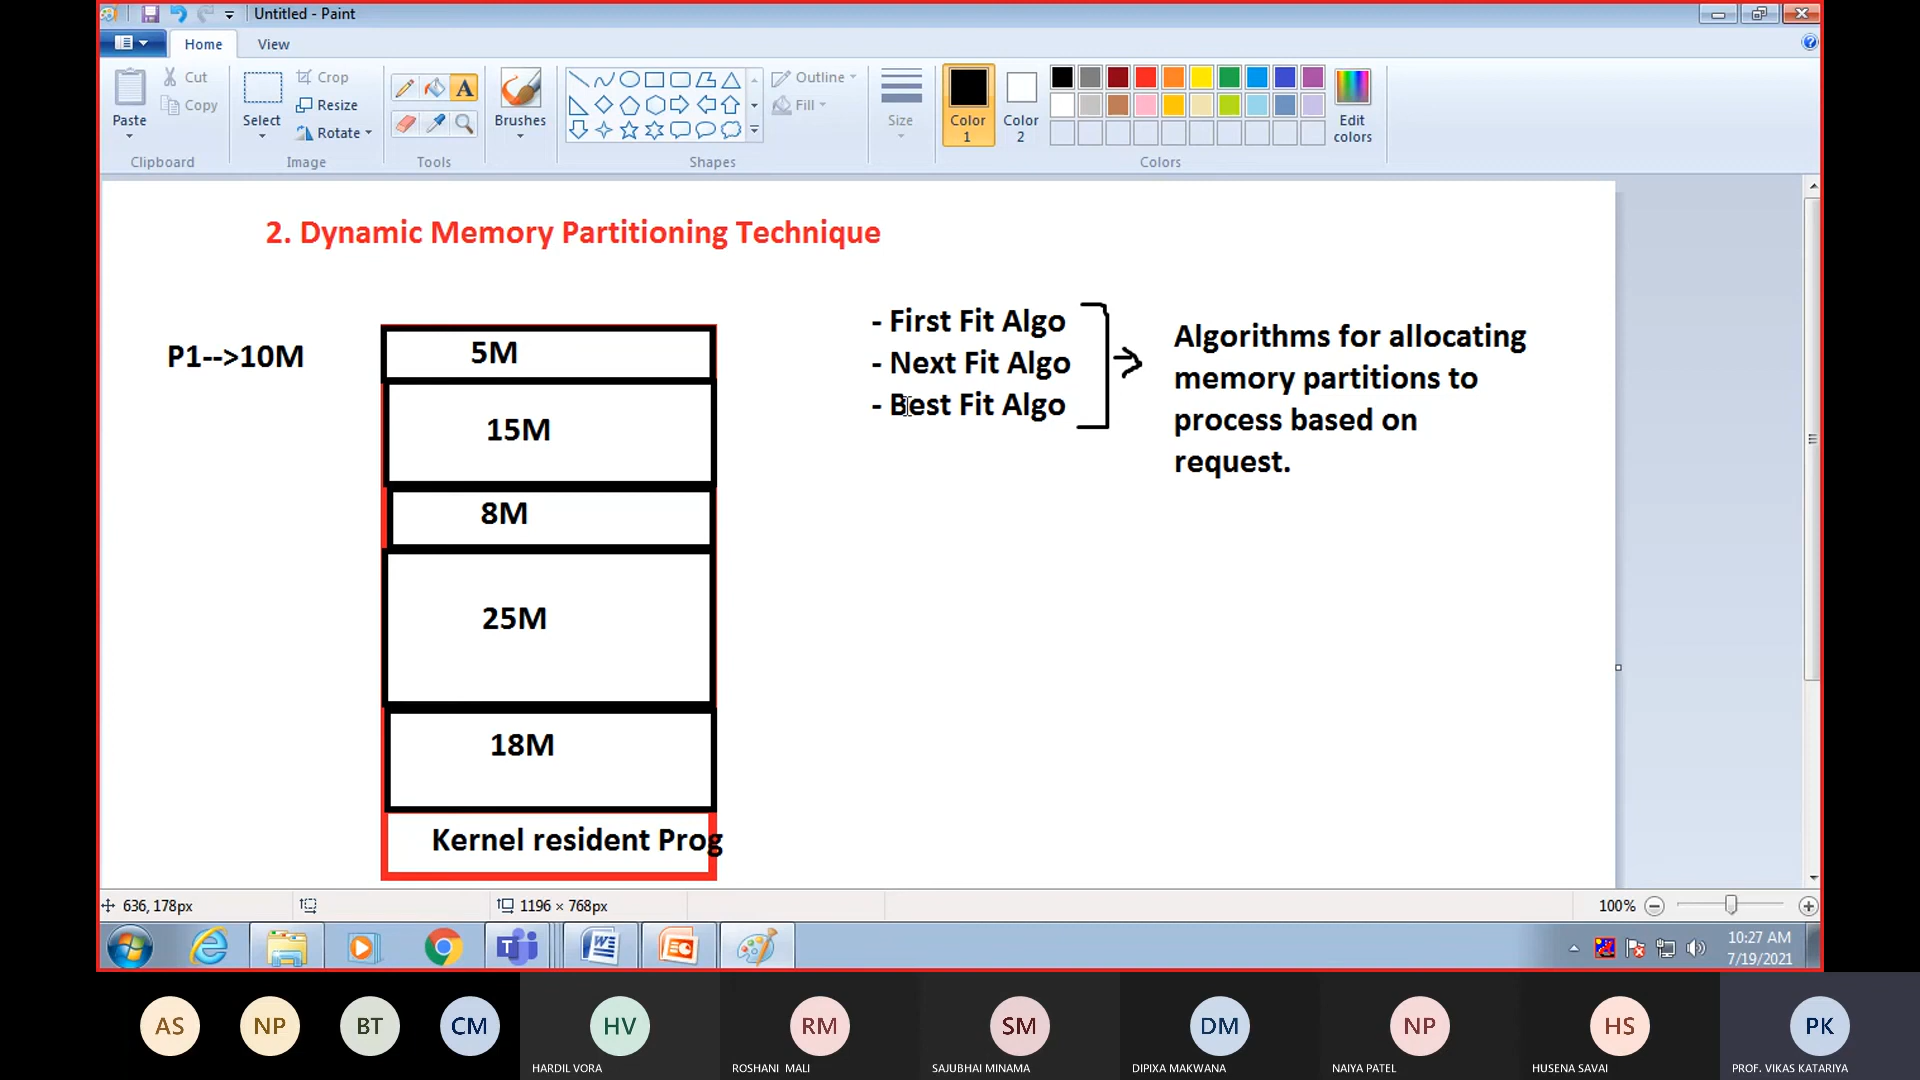 Untitled - Paint
Home
View
Paste
Cut
Copy
Clipboard
Select
Crop
Resize
Rotate
Image
A
Tools
Brushes
Shapes
Outline
Fill
Size
Color
1
Color
2
Edit
colors
Colors
2. Dynamic Memory Partitioning Technique
P1-->10M
5M
15M
8M
25M
18M
Kernel resident Prog
- First Fit Algo
- Next Fit Algo
- Best Fit Algo
Algorithms for allocating
memory partitions to
process based on
request.
636, 178px
1196 × 768px
100%
10:27 AM
7/19/2021
AS
NP
BT
CM
HV
HARDIL VORA
RM
ROSHANI MALI
SM
SAJUBHAI MINAMA
DM
DIPIXA MAKWANA
NP
NAIYA PATEL
HS
HUSENA SAVAI
PK
PROF. VIKAS KATARIYA